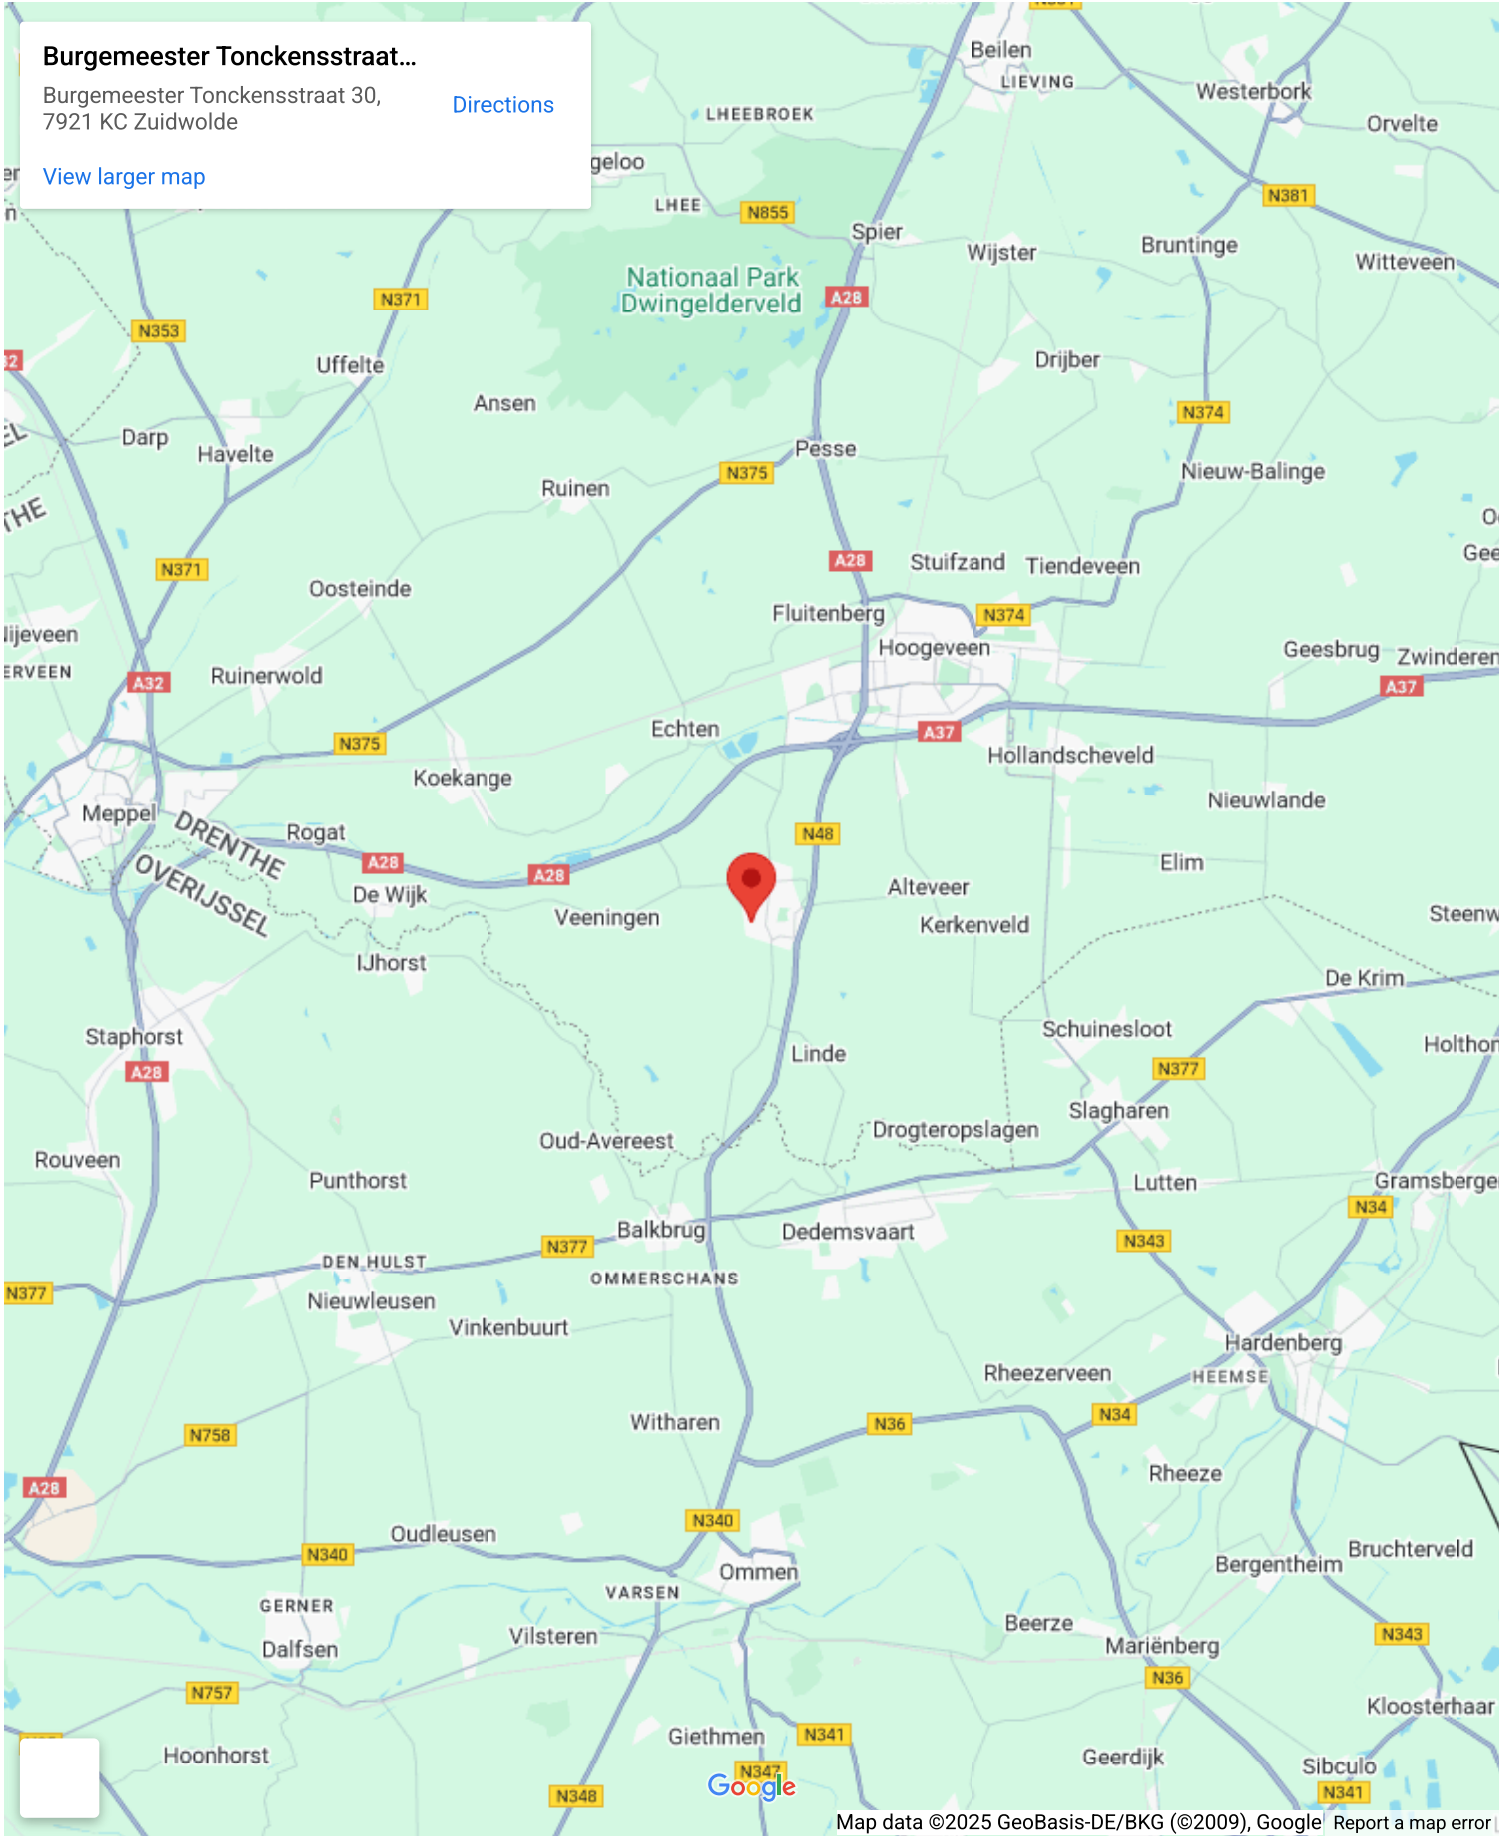 Burgemeester Tonckensstraat...
Burgemeester Tonckensstraat 30,
7921 KC Zuidwolde
Directions
View larger map
Beilen
LIEVING
Westerbork
Orvelte
LHEEBROEK
geloo
LHEE
N855
N381
Spier
Wijster
Bruntinge
Witteveen
Nationaal Park
Dwingelderveld
A28
N371
N353
Uffelte
Drijber
Ansen
N374
Darp
Havelte
Pesse
N375
Nieuw-Balinge
Ruinen
N371
A28
Stuifzand
Tiendeveen
Oosteinde
Fluitenberg
N374
Hoogeveen
Geesbrug
Zwinderen
Ruinerwold
A32
A37
Echten
A37
N375
Hollandscheveld
Koekange
Nieuwlande
Meppel
DRENTHE
OVERIJSSEL
Rogat
N48
A28
A28
Elim
De Wijk
Veeningen
Alteveer
Kerkenveld
IJhorst
De Krim
Staphorst
Schuinesloot
Linde
A28
N377
Slagharen
Oud-Avereest
Drogteropslagen
Rouveen
Punthorst
Lutten
N34
Balkbrug
Dedemsvaart
N343
N377
DEN HULST
OMMERSCHANS
N377
Nieuwleusen
Vinkenbuurt
Hardenberg
HEEMSE
Rheezerveen
Witharen
N36
N34
N758
Rheeze
A28
N340
Oudleusen
N340
Ommen
Bergentheim
Bruchterveld
VARSEN
GERNER
Beerze
Dalfsen
Vilsteren
Mariënberg
N343
N757
N36
Kloosterhaar
Giethmen
N341
Hoonhorst
Geerdijk
Sibculo
N347
N341
N348
Google
Map data ©2025 GeoBasis-DE/BKG (©2009), Google
Report a map error